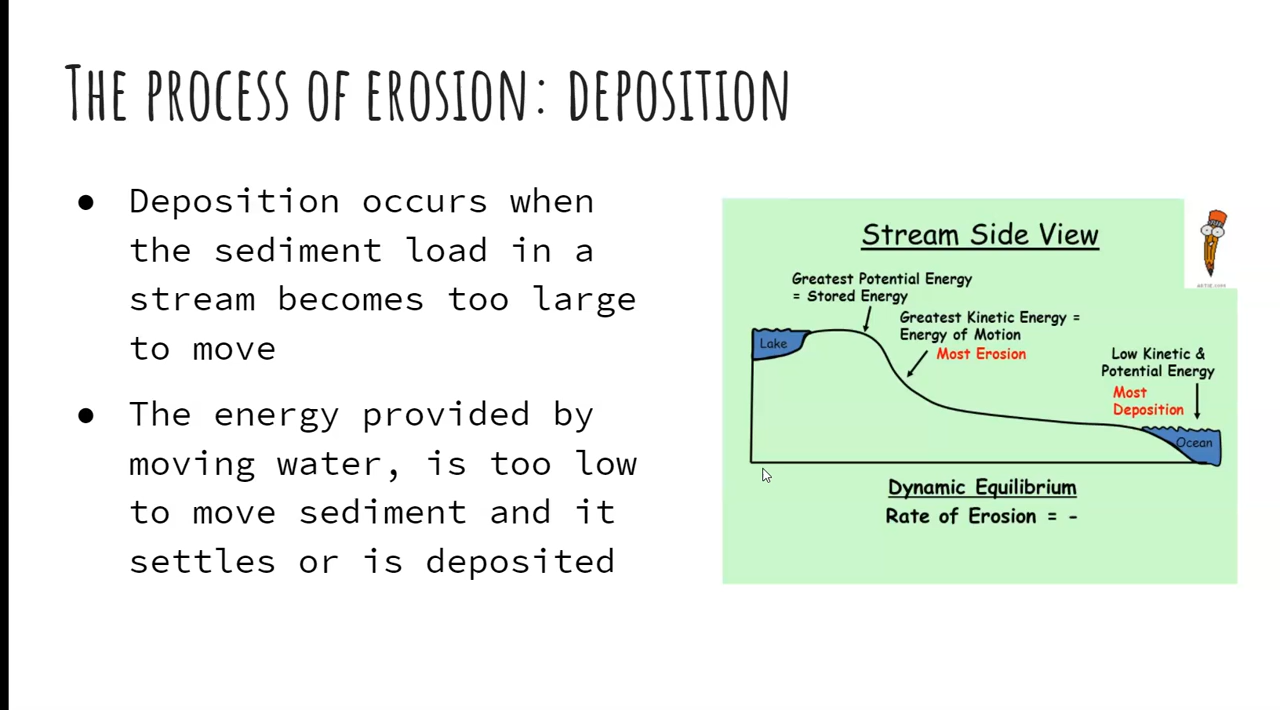 The process of erosion: deposition
● Deposition occurs when
the sediment load in a
stream becomes too large
to move
● The energy provided by
moving water, is too low
to move sediment and it
settles or is deposited
Stream Side View
Greatest Potential Energy
= Stored Energy
Greatest Kinetic Energy =
Energy of Motion
Most Erosion
Lake
Low Kinetic &
Potential Energy
Most
Deposition
Ocean
Dynamic Equilibrium
Rate of Erosion = -